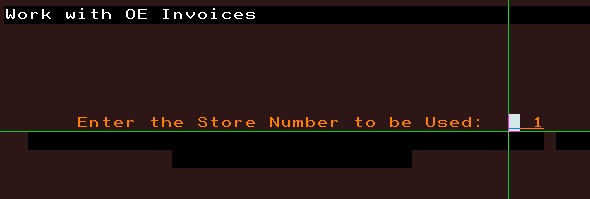 Work with OE Invoices
Enter the Store Number to be Used: 1